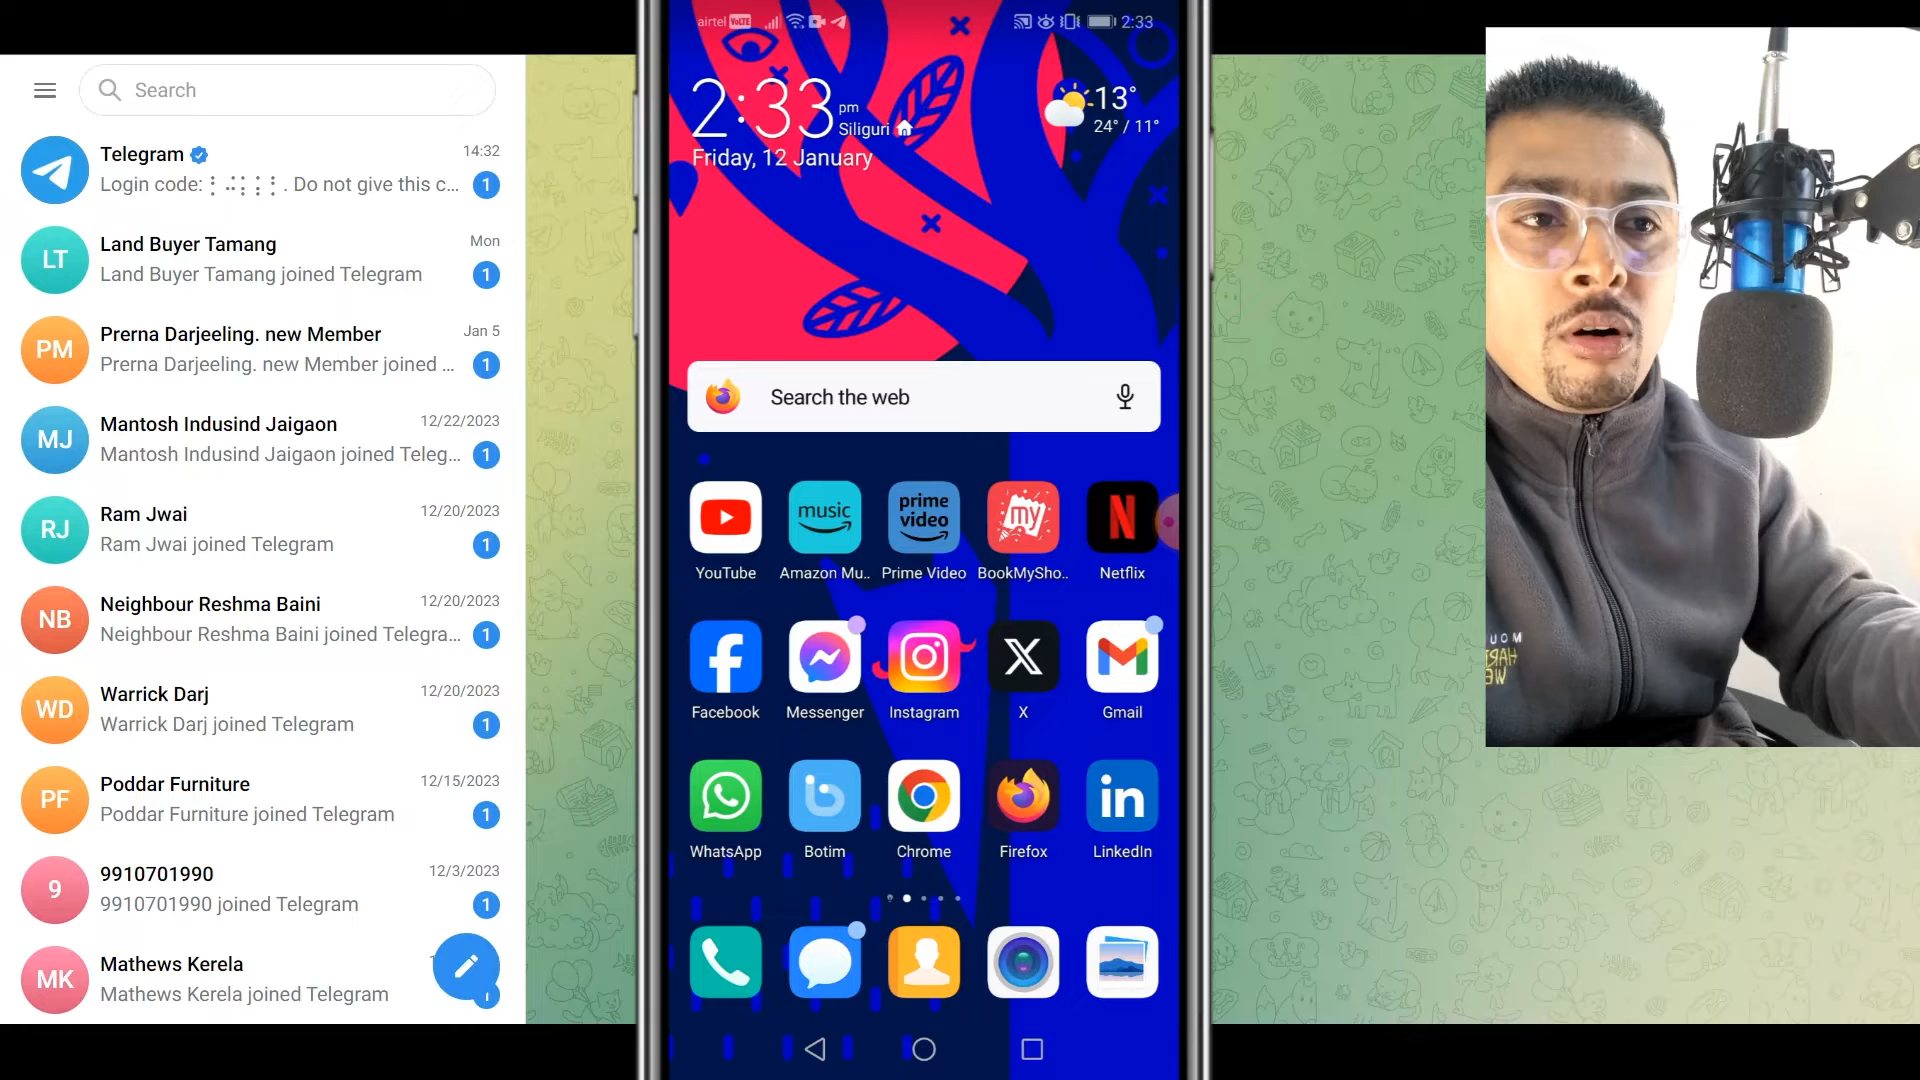 Search
Telegram
14:32
Login code: . Do not give this c...
1
Land Buyer Tamang
Mon
Land Buyer Tamang joined Telegram
1
Prerna Darjeeling. new Member
Jan 5
Prerna Darjeeling. new Member joined ...
1
Mantosh Indusind Jaigaon
12/22/2023
Mantosh Indusind Jaigaon joined Teleg...
1
Ram Jwai
12/20/2023
Ram Jwai joined Telegram
1
Neighbour Reshma Baini
12/20/2023
Neighbour Reshma Baini joined Telegra...
1
Warrick Darj
12/20/2023
Warrick Darj joined Telegram
1
Poddar Furniture
12/15/2023
Poddar Furniture joined Telegram
1
9910701990
12/3/2023
9910701990 joined Telegram
1
Mathews Kerela
Mathews Kerela joined Telegram
LT
PM
MJ
RJ
NB
WD
PF
9
MK
airtel VoLTE
2:33
2:33 pm
Siliguri
Friday, 12 January
13°
24° / 11°
Search the web
music
prime video
my
N
YouTube
Amazon Mu..
Prime Video
BookMySho..
Netflix
Facebook
Messenger
Instagram
X
Gmail
WhatsApp
Botim
Chrome
Firefox
LinkedIn
in